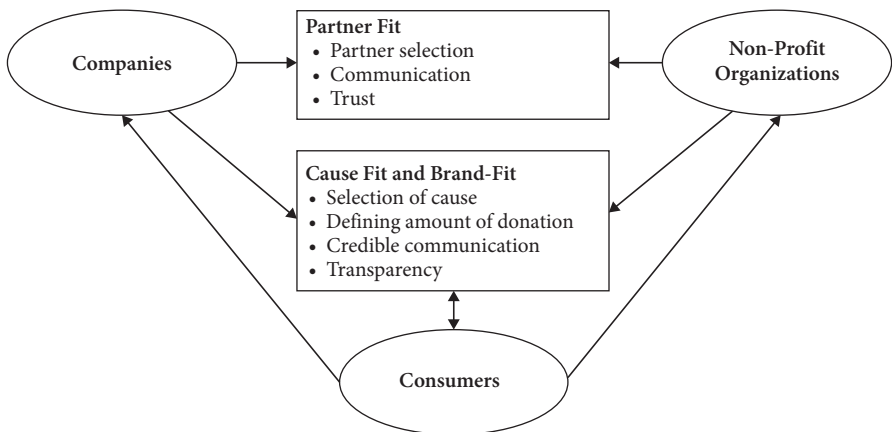 Companies
Partner Fit
• Partner selection
• Communication
• Trust
Non-Profit
Organizations
Cause Fit and Brand-Fit
• Selection of cause
• Defining amount of donation
• Credible communication
• Transparency
Consumers